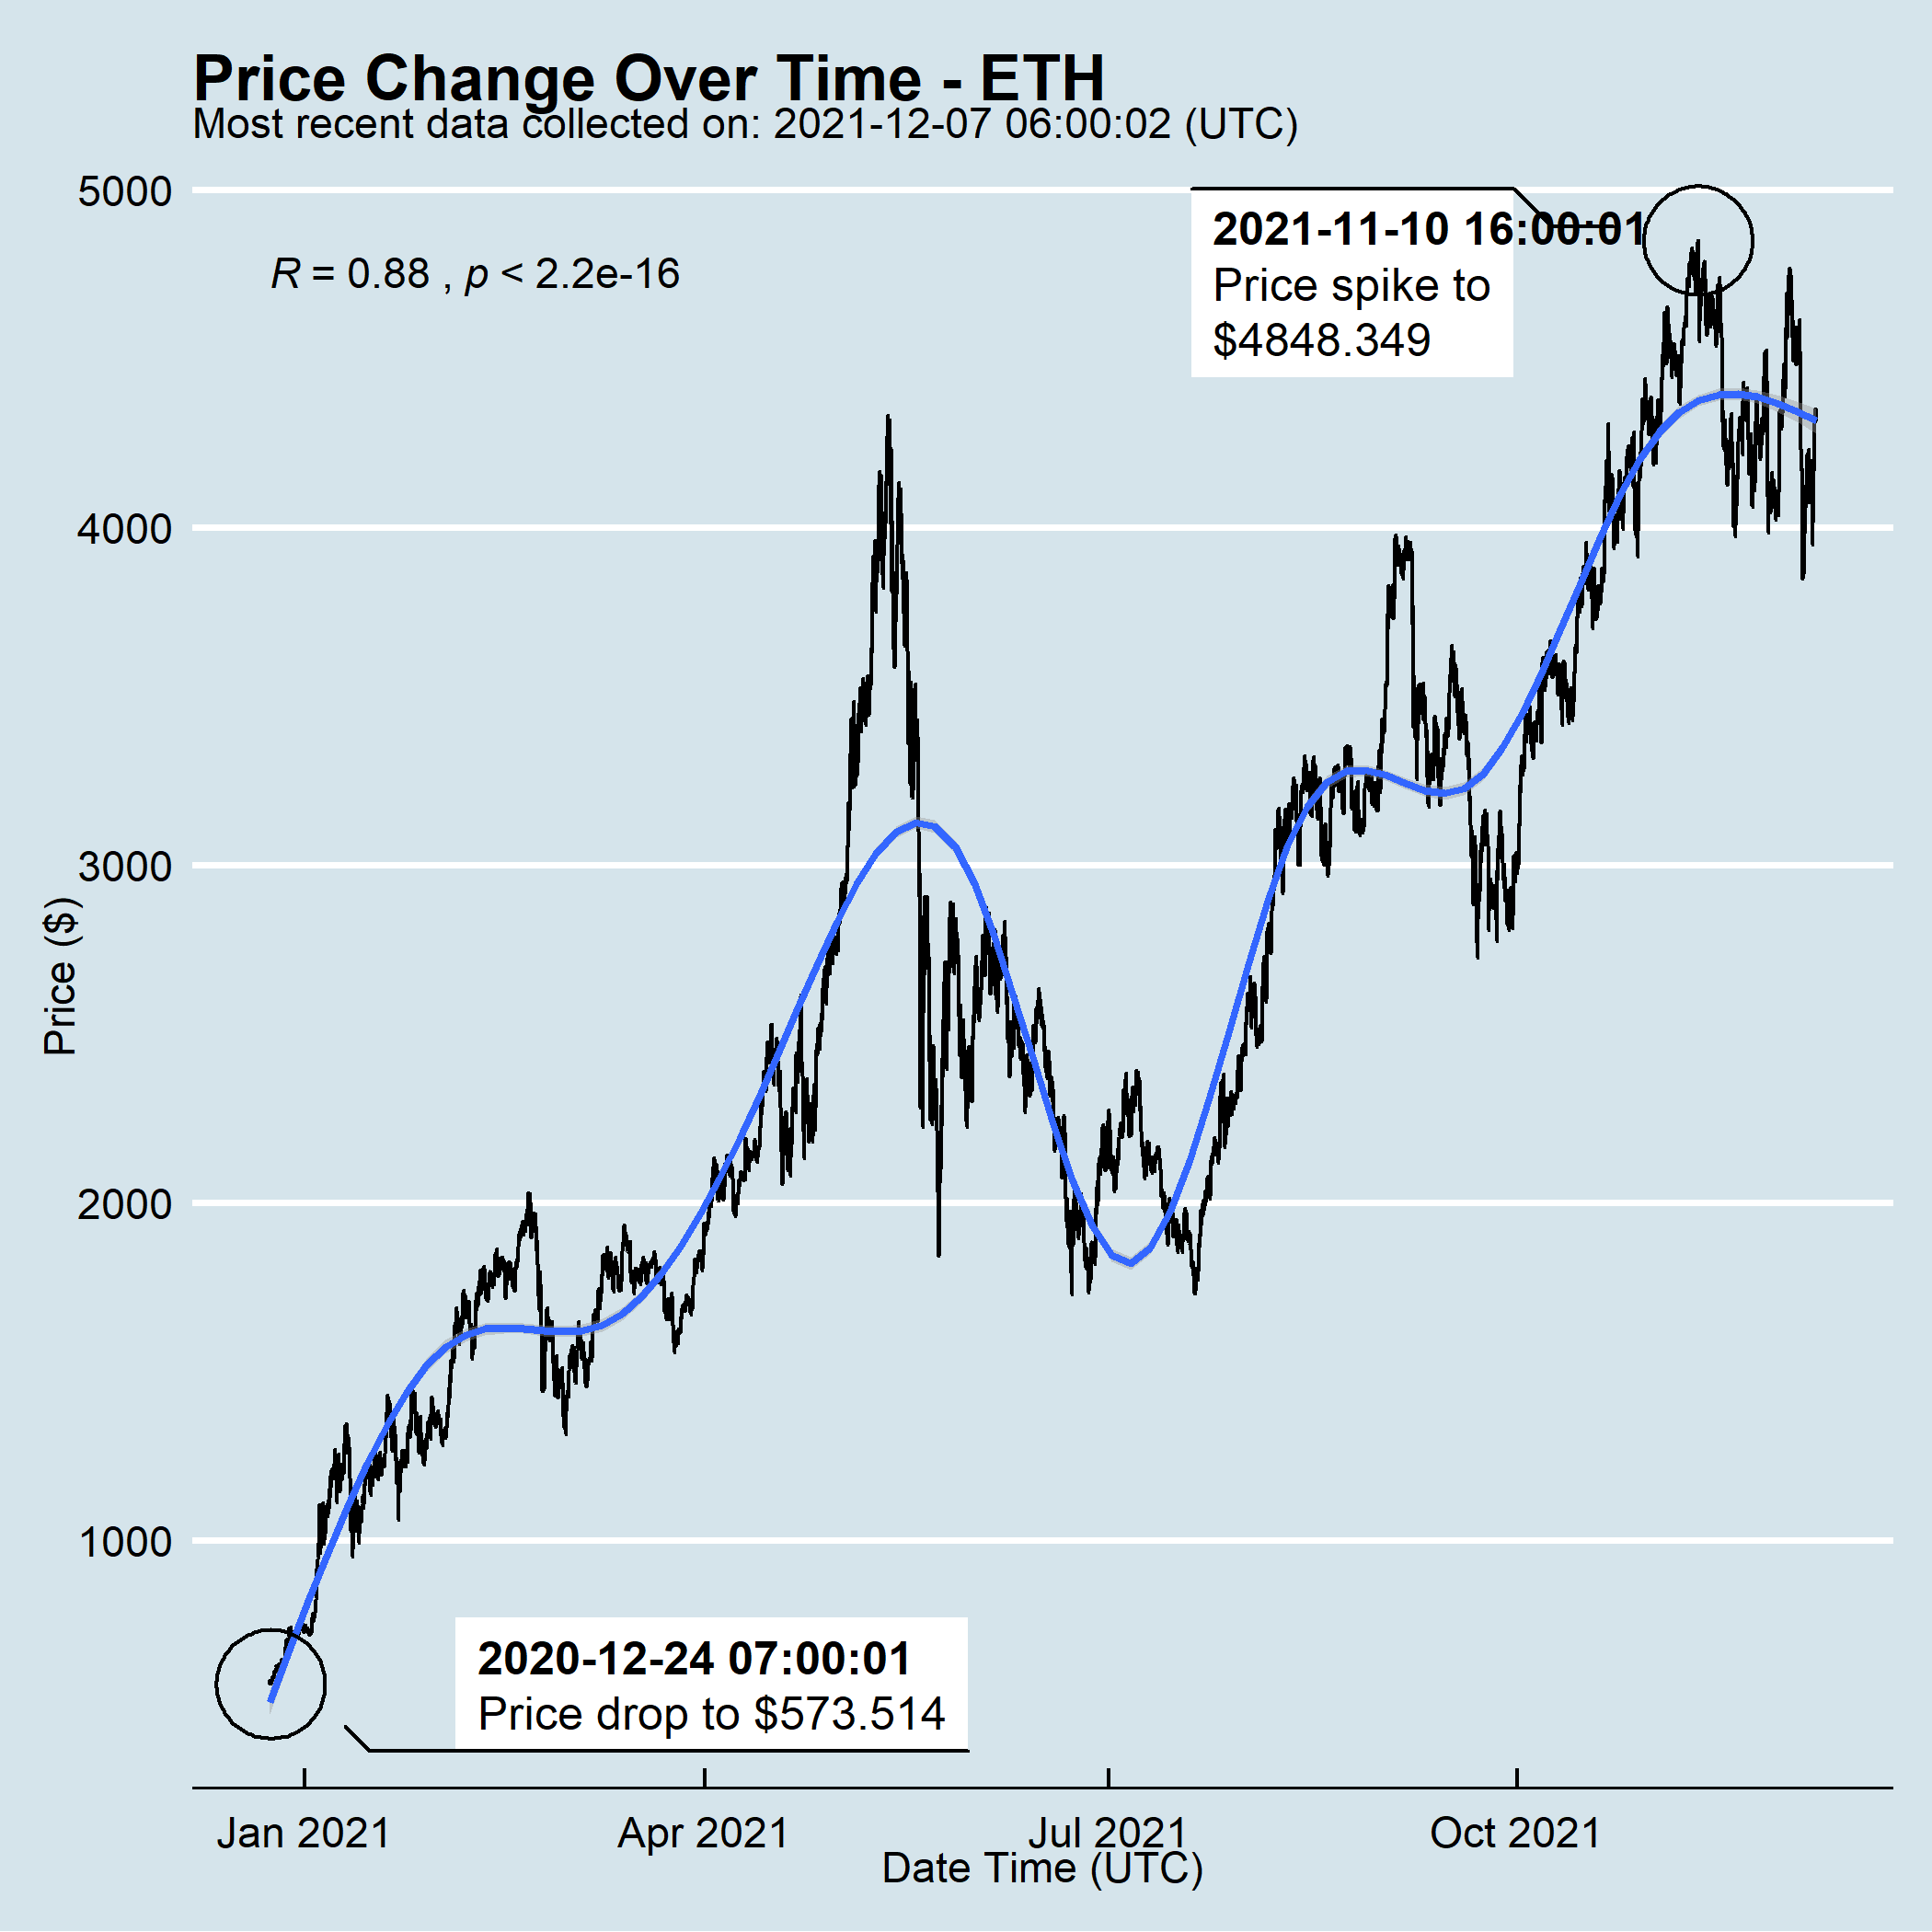 Price Change Over Time - ETH
Most recent data collected on: 2021-12-07 06:00:02 (UTC)
5000
2021-11-10 16:00:01
Price spike to
$4848.349
R = 0.88 , p < 2.2e-16
4000
3000
Price ($)
2000
1000
2020-12-24 07:00:01
Price drop to $573.514
Jan 2021
Apr 2021
Jul 2021
Oct 2021
Date Time (UTC)